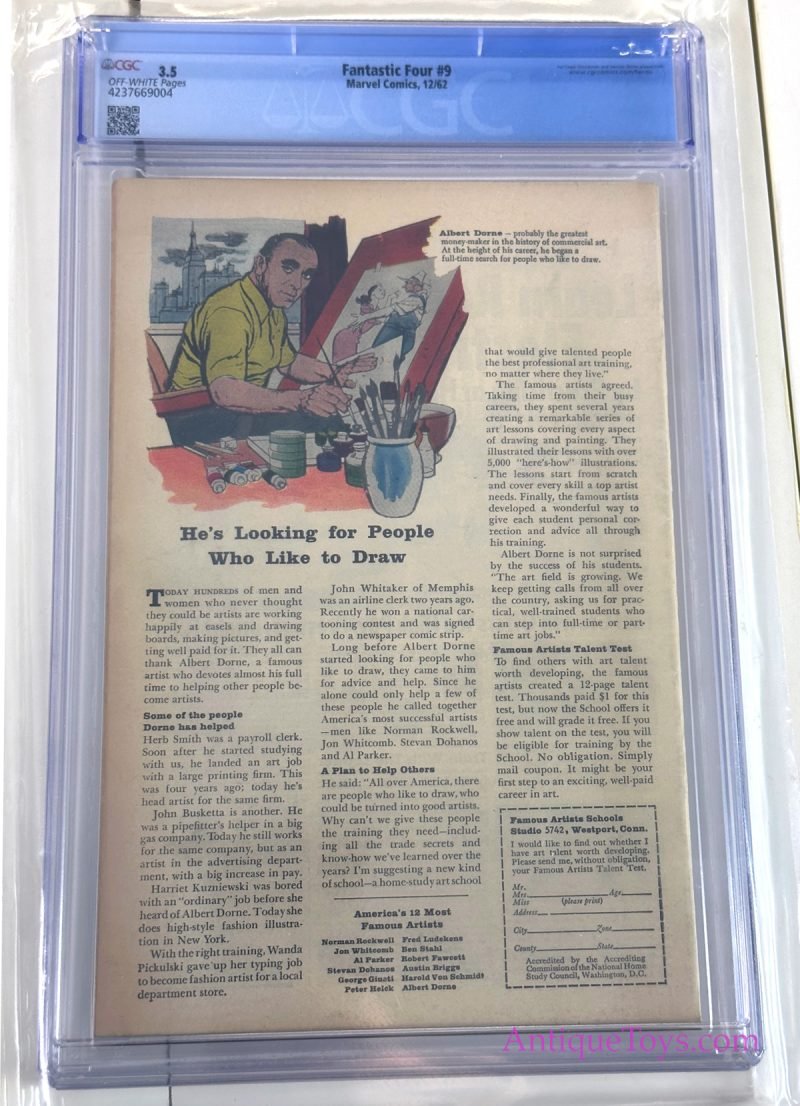 CGC
3.5
OFF-WHITE Pages
4237669004
Fantastic Four #9
Marvel Comics, 12/62
CGC
Albert Dorne — probably the greatest
money-maker in the history of commercial art.
At the height of his career, he began a
full-time search for people who like to draw.
He's Looking for People
Who Like to Draw
TODAY HUNDREDS of men and
women who never thought
they could be artists are working
happily at easels and drawing
boards, making pictures, and get-
ting well paid for it. They all can
thank Albert Dorne, a famous
artist who devotes almost his full
time to helping other people be-
come artists.
Some of the people
Dorne has helped
Herb Smith was a payroll clerk.
Soon after he started studying
with us, he landed an art job
with a large printing firm. This
was four years ago; today he's
head artist for the same firm.
John Busketta is another. He
was a pipefitter's helper in a big
gas company. Today he still works
for the same company, but as an
artist in the advertising depart-
ment, with a big increase in pay.
Harriet Kuzniewski was bored
with an "ordinary" job before she
heard of Albert Dorne. Today she
does high-style fashion illustra-
tion in New York.
With the right training, Wanda
Pickulski gave up her typing job
to become fashion artist for a local
department store.
John Whitaker of Memphis
was an airline clerk two years ago.
Recently he won a national car-
tooning contest and was signed
to do a newspaper comic strip.
Long before Albert Dorne
started looking for people who
like to draw, they came to him
for advice and help. Since he
alone could only help a few of
these people he called together
America's most successful artists
—men like Norman Rockwell,
Jon Whitcomb, Stevan Dohanos
and Al Parker.
A Plan to Help Others
He said: "All over America, there
are people who like to draw, who
could be turned into good artists.
Why can't we give these people
the training they need—includ-
ing all the trade secrets and
know-how we've learned over the
years? I'm suggesting a new kind
of school—a home-study art school
America's 12 Most
Famous Artists
Norman Rockwell
Jon Whitcomb
Al Parker
Stevan Dohanos
George Giusti
Peter Helck
Fred Ludekens
Ben Stahl
Robert Fawcett
Austin Briggs
Harold Von Schmidt
Albert Dorne
that would give talented people
the best professional art training,
no matter where they live."
The famous artists agreed.
Taking time from their busy
careers, they spent several years
creating a remarkable series of
art lessons covering every aspect
of drawing and painting. They
illustrated their lessons with over
5,000 "here's-how" illustrations.
The lessons start from scratch
and cover every skill a top artist
needs. Finally, the famous artists
developed a wonderful way to
give each student personal cor-
rection and advice all through
his training.
Albert Dorne is not surprised
by the success of his students.
"The art field is growing. We
keep getting calls from all over
the country, asking us for prac-
tical, well-trained students who
can step into full-time or part-
time art jobs."
Famous Artists Talent Test
To find others with art talent
worth developing, the famous
artists created a 12-page talent
test. Thousands paid $1 for this
test, but now the School offers it
free and will grade it free. If you
show talent on the test, you will
be eligible for training by the
School. No obligation. Simply
mail coupon. It might be your
first step to an exciting, well-paid
career in art.
Famous Artists Schools
Studio 5742, Westport, Conn.
I would like to find out whether I
have art talent worth developing.
Please send me, without obligation,
your Famous Artists Talent Test.
Mr.
Mrs. Age
Miss (please print)
Address
City Zone
County State
Accredited by the Accrediting
Commission of the National Home
Study Council, Washington, D.C.
AntiqueToys.com